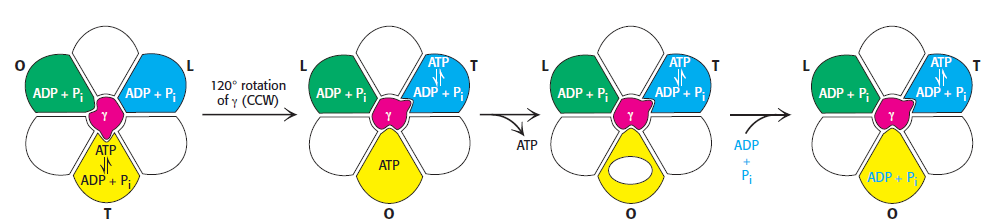 O
L
ADP + Pi
ADP + Pi
γ
ATP
ADP + Pi
T
120° rotation
of γ (CCW)
L
T
ATP
ADP + Pi
ADP + Pi
γ
ATP
O
ATP
L
T
ATP
ADP + Pi
ADP + Pi
γ
O
ADP
+
Pi
L
T
ATP
ADP + Pi
ADP + Pi
γ
ADP + Pi
O